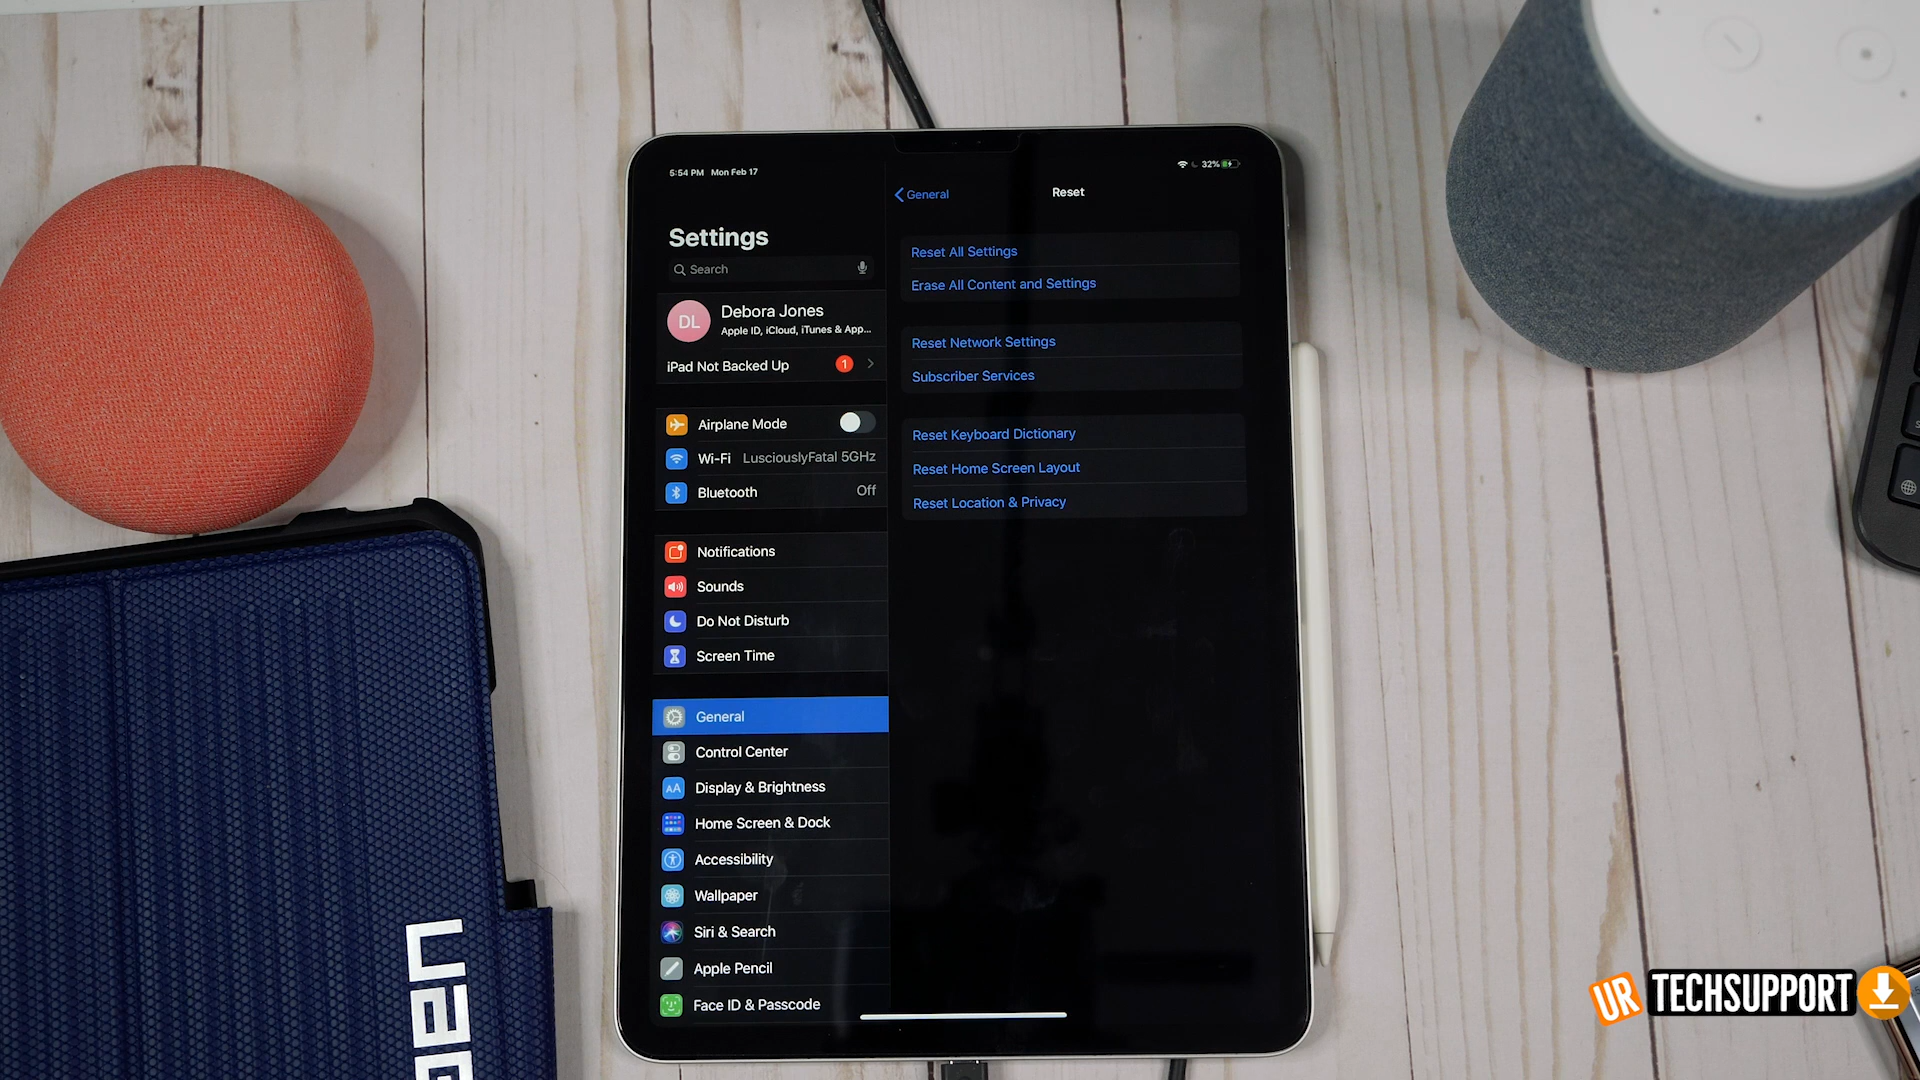 5:54 PM Mon Feb 17
32%
Settings
Search
DL
Debora Jones
Apple ID, iCloud, iTunes & App...
iPad Not Backed Up 1
Airplane Mode
Wi-Fi LusciouslyFatal 5GHz
Bluetooth Off
Notifications
Sounds
Do Not Disturb
Screen Time
General
Control Center
AA Display & Brightness
Home Screen & Dock
Accessibility
Wallpaper
Siri & Search
Apple Pencil
Face ID & Passcode
General
Reset
Reset All Settings
Erase All Content and Settings
Reset Network Settings
Subscriber Services
Reset Keyboard Dictionary
Reset Home Screen Layout
Reset Location & Privacy
UR TECHSUPPORT